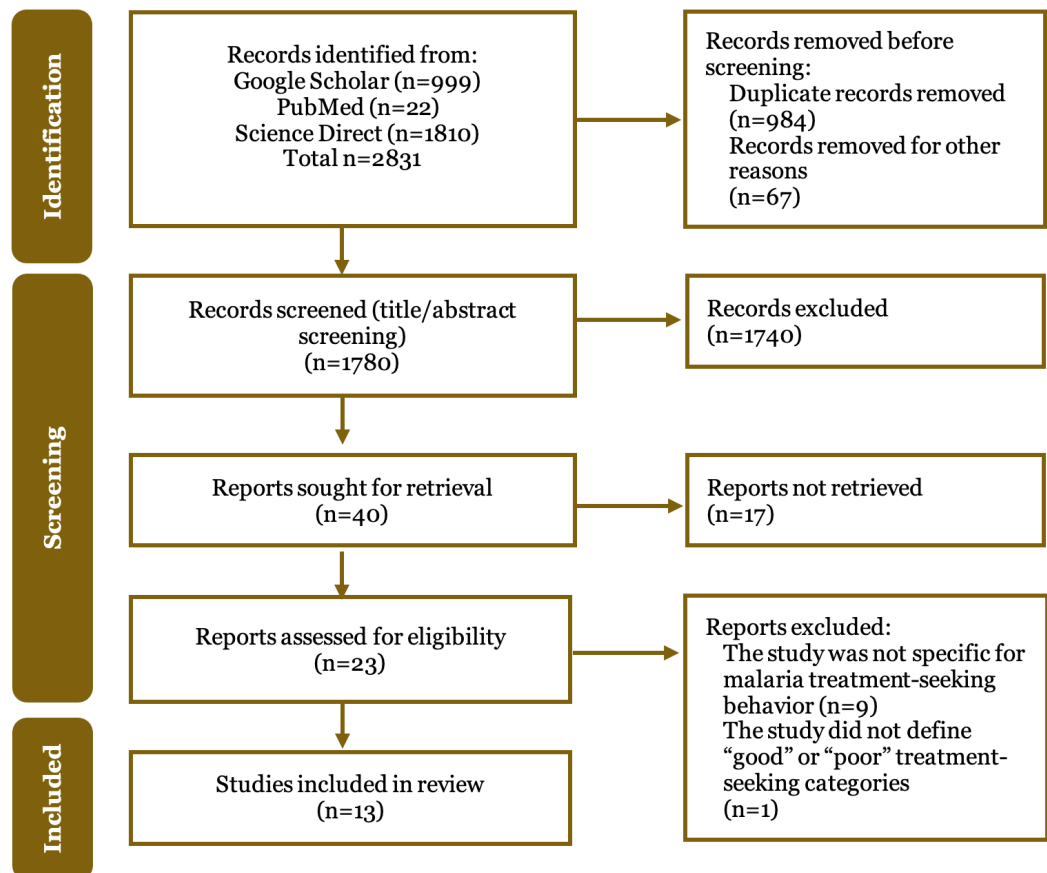 Identification
Records identified from:
Google Scholar (n=999)
PubMed (n=22)
Science Direct (n=1810)
Total n=2831
Records removed before
screening:
Duplicate records removed
(n=984)
Records removed for other
reasons
(n=67)
Screening
Records screened (title/abstract
screening)
(n=1780)
Records excluded
(n=1740)
Reports sought for retrieval
(n=40)
Reports not retrieved
(n=17)
Reports assessed for eligibility
(n=23)
Reports excluded:
The study was not specific for
malaria treatment-seeking
behavior (n=9)
The study did not define
“good” or “poor” treatment-
seeking categories
(n=1)
Included
Studies included in review
(n=13)